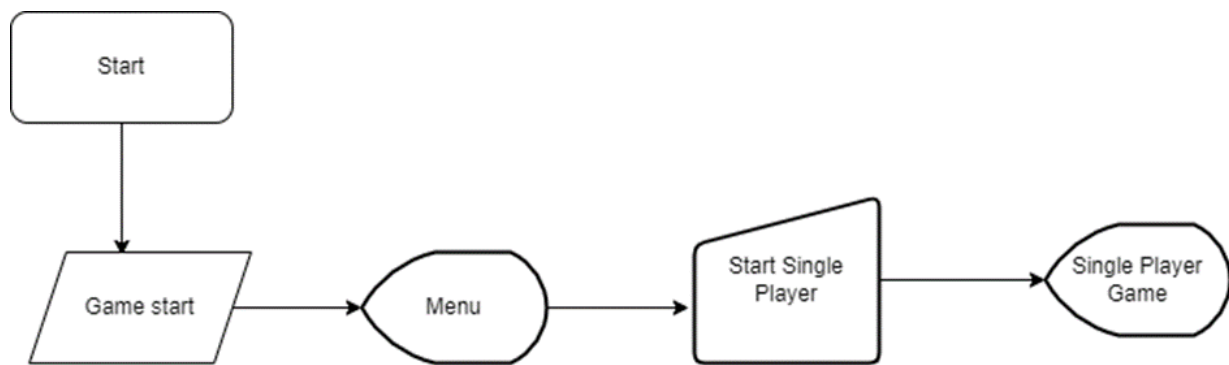 Start
Game start
Menu
Start Single
Player
Single Player
Game